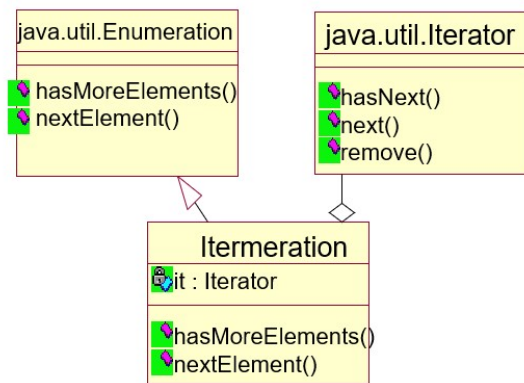 java.util.Enumeration
hasMoreElements()
nextElement()
java.util.Iterator
hasNext()
next()
remove()
Itermeration
it : Iterator
hasMoreElements()
nextElement()